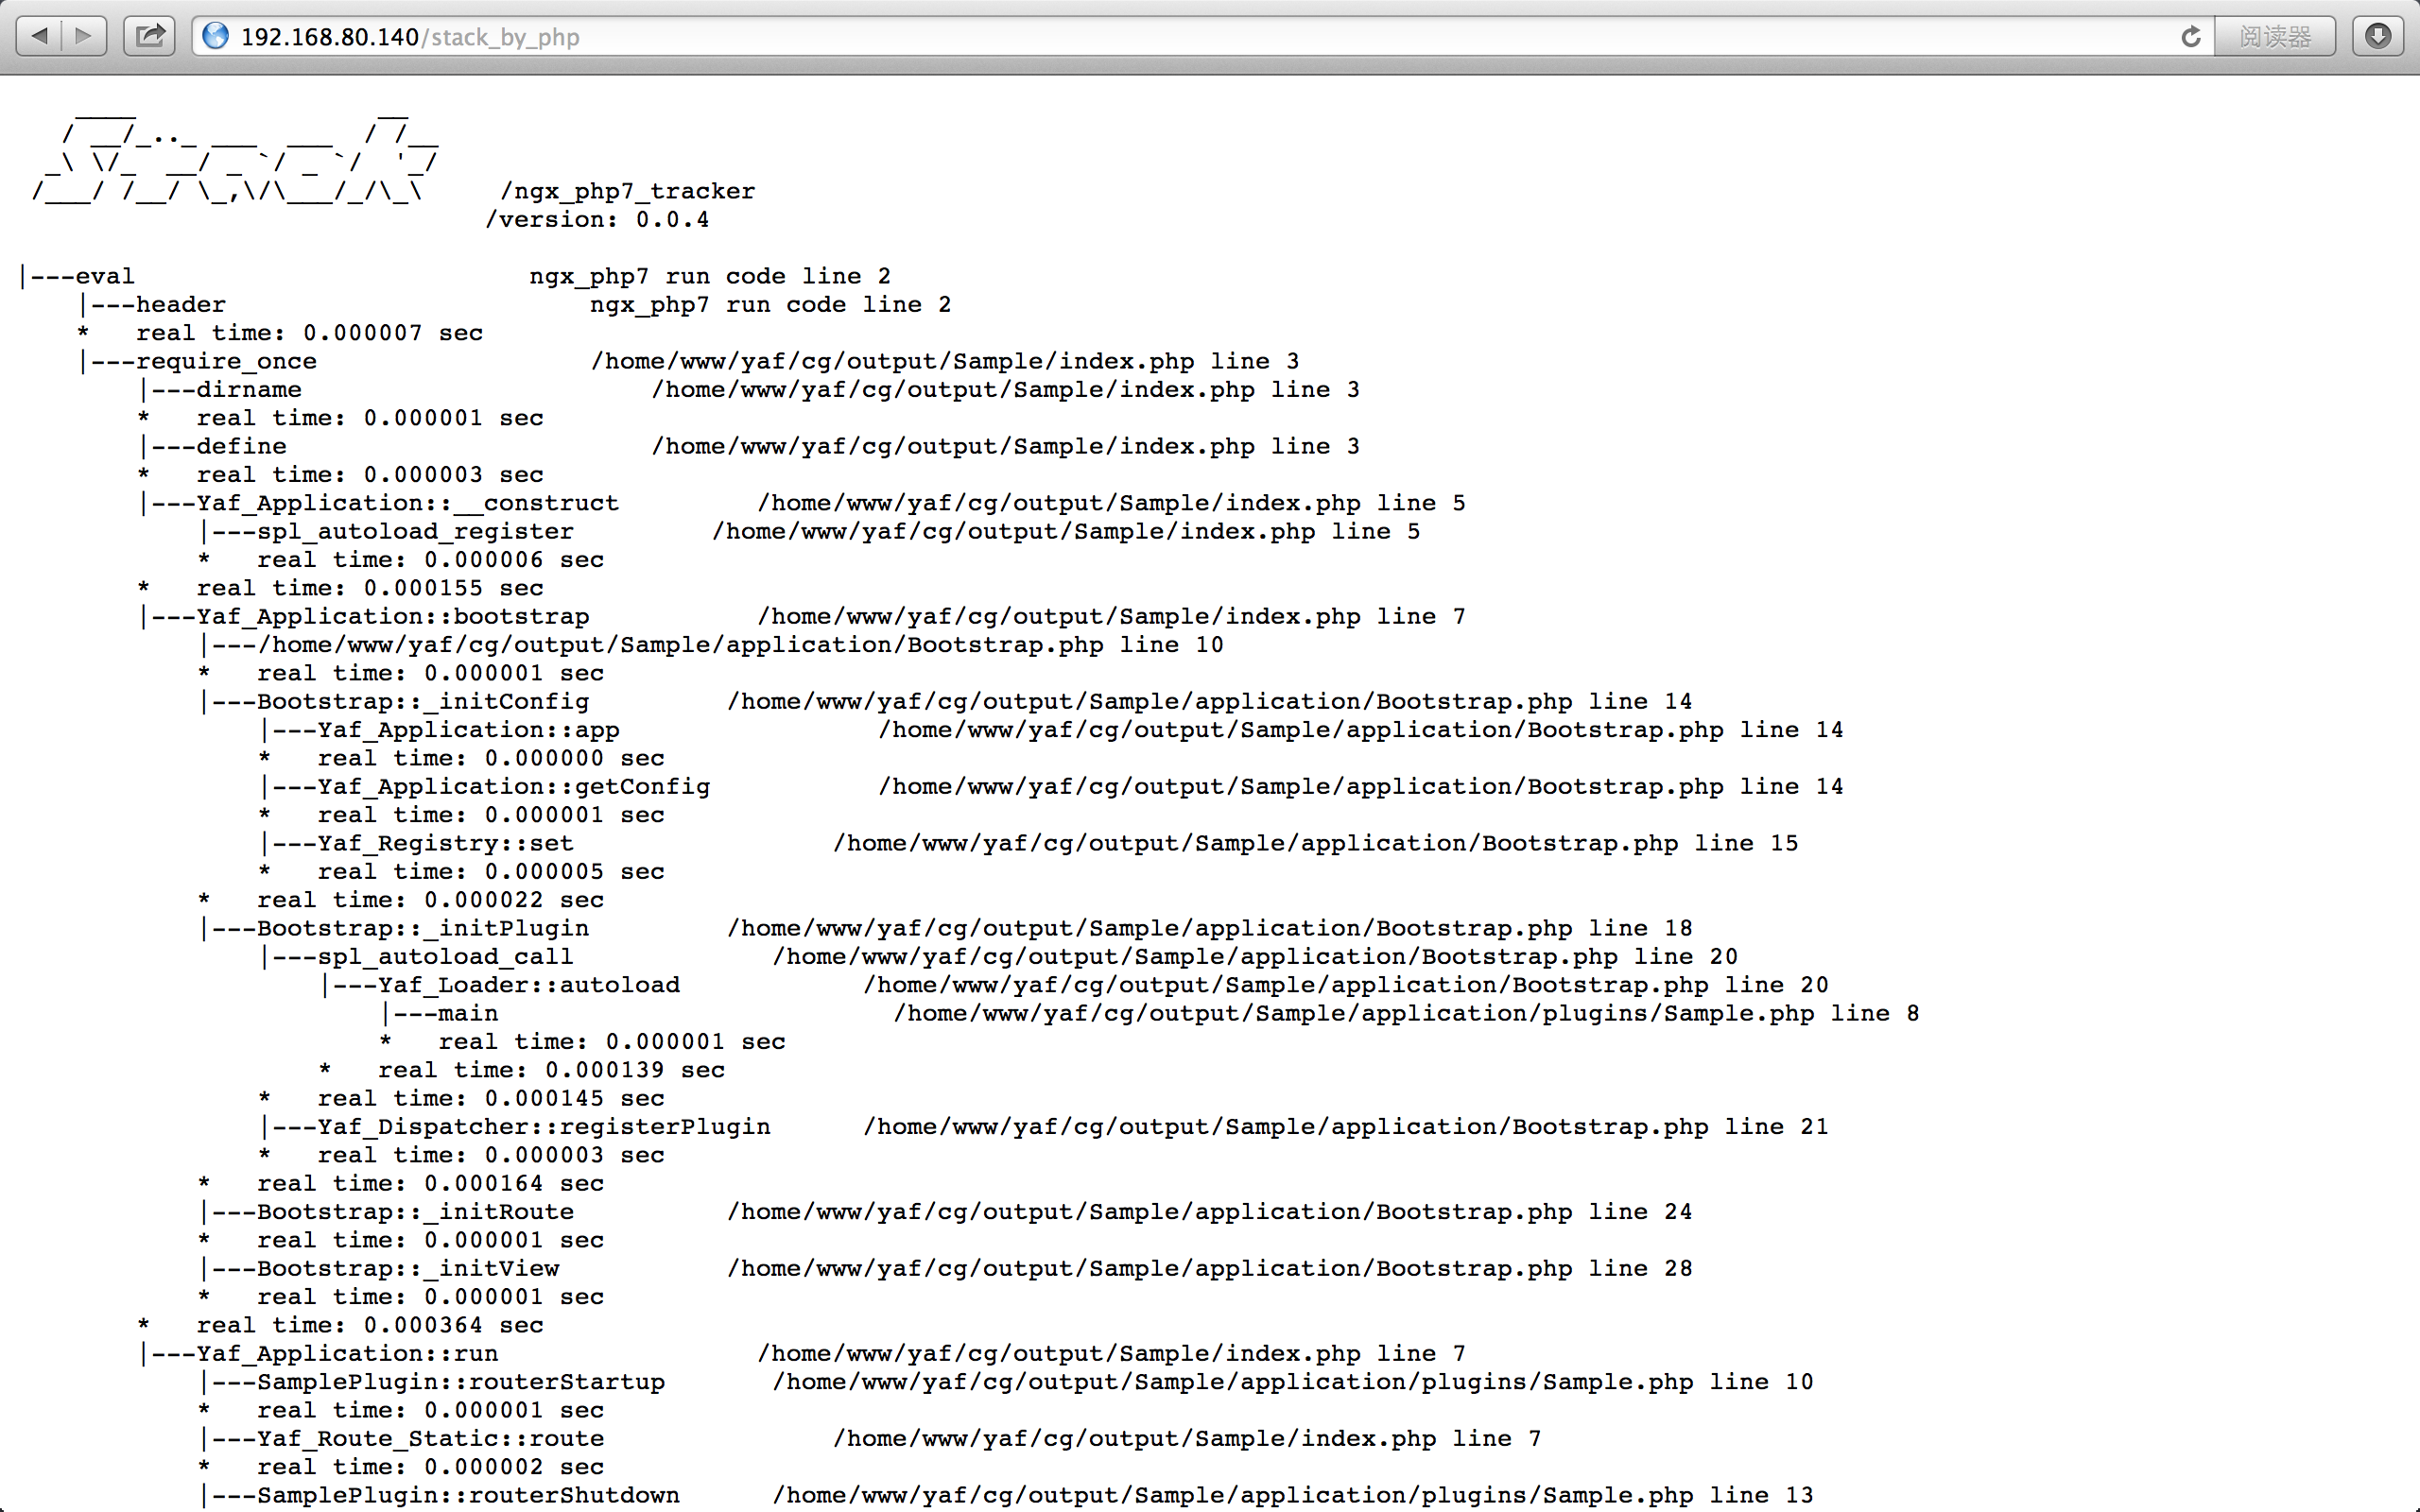 192.168.80.140/stack_by_php
阅读器
    ____                __
   / __/_.._ ___  ___  / /__
  _\ \/_  __/ _ `/ _ `/  '_/
 /___/ /__/ \_,\/\___/_/\_\     /ngx_php7_tracker
                               /version: 0.0.4
|---eval                          ngx_php7 run code line 2
    |---header                        ngx_php7 run code line 2
    *   real time: 0.000007 sec
    |---require_once                  /home/www/yaf/cg/output/Sample/index.php line 3
        |---dirname                       /home/www/yaf/cg/output/Sample/index.php line 3
        *   real time: 0.000001 sec
        |---define                        /home/www/yaf/cg/output/Sample/index.php line 3
        *   real time: 0.000003 sec
        |---Yaf_Application::__construct         /home/www/yaf/cg/output/Sample/index.php line 5
            |---spl_autoload_register         /home/www/yaf/cg/output/Sample/index.php line 5
            *   real time: 0.000006 sec
        *   real time: 0.000155 sec
        |---Yaf_Application::bootstrap           /home/www/yaf/cg/output/Sample/index.php line 7
            |---/home/www/yaf/cg/output/Sample/application/Bootstrap.php line 10
            *   real time: 0.000001 sec
            |---Bootstrap::_initConfig         /home/www/yaf/cg/output/Sample/application/Bootstrap.php line 14
                |---Yaf_Application::app                 /home/www/yaf/cg/output/Sample/application/Bootstrap.php line 14
                *   real time: 0.000000 sec
                |---Yaf_Application::getConfig           /home/www/yaf/cg/output/Sample/application/Bootstrap.php line 14
                *   real time: 0.000001 sec
                |---Yaf_Registry::set                 /home/www/yaf/cg/output/Sample/application/Bootstrap.php line 15
                *   real time: 0.000005 sec
            *   real time: 0.000022 sec
            |---Bootstrap::_initPlugin         /home/www/yaf/cg/output/Sample/application/Bootstrap.php line 18
                |---spl_autoload_call             /home/www/yaf/cg/output/Sample/application/Bootstrap.php line 20
                    |---Yaf_Loader::autoload            /home/www/yaf/cg/output/Sample/application/Bootstrap.php line 20
                        |---main                          /home/www/yaf/cg/output/Sample/application/plugins/Sample.php line 8
                        *   real time: 0.000001 sec
                    *   real time: 0.000139 sec
                *   real time: 0.000145 sec
                |---Yaf_Dispatcher::registerPlugin      /home/www/yaf/cg/output/Sample/application/Bootstrap.php line 21
                *   real time: 0.000003 sec
            *   real time: 0.000164 sec
            |---Bootstrap::_initRoute          /home/www/yaf/cg/output/Sample/application/Bootstrap.php line 24
            *   real time: 0.000001 sec
            |---Bootstrap::_initView           /home/www/yaf/cg/output/Sample/application/Bootstrap.php line 28
            *   real time: 0.000001 sec
        *   real time: 0.000364 sec
        |---Yaf_Application::run                 /home/www/yaf/cg/output/Sample/index.php line 7
            |---SamplePlugin::routerStartup       /home/www/yaf/cg/output/Sample/application/plugins/Sample.php line 10
            *   real time: 0.000001 sec
            |---Yaf_Route_Static::route               /home/www/yaf/cg/output/Sample/index.php line 7
            *   real time: 0.000002 sec
            |---SamplePlugin::routerShutdown      /home/www/yaf/cg/output/Sample/application/plugins/Sample.php line 13